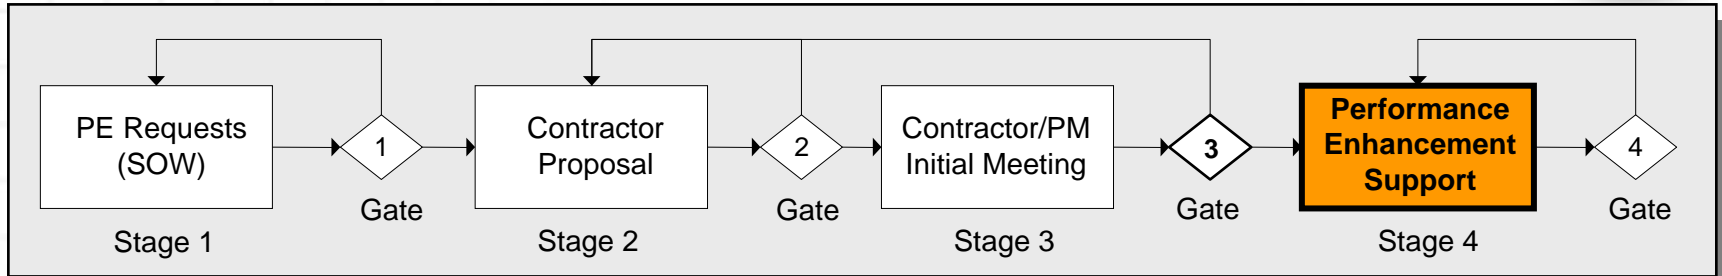 PE Requests
(SOW)
1
Gate
Stage 1
Contractor
Proposal
2
Gate
Stage 2
Contractor/PM
Initial Meeting
3
Gate
Stage 3
Performance
Enhancement
Support
4
Gate
Stage 4